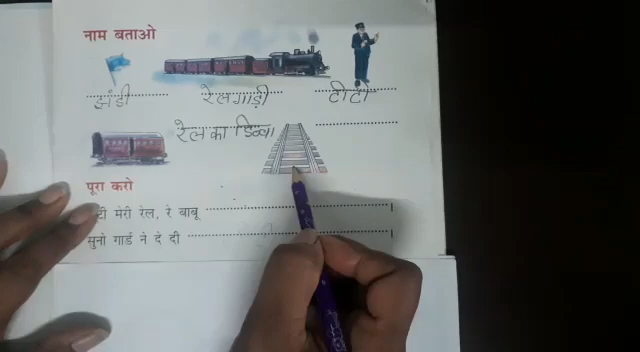 नाम बताओ
झंडी रेलगाड़ी टीटी
रेल का डिब्बा
पूरा करो
टी मेरी रेल, रे बाबू
सुनो गार्ड ने दे दी